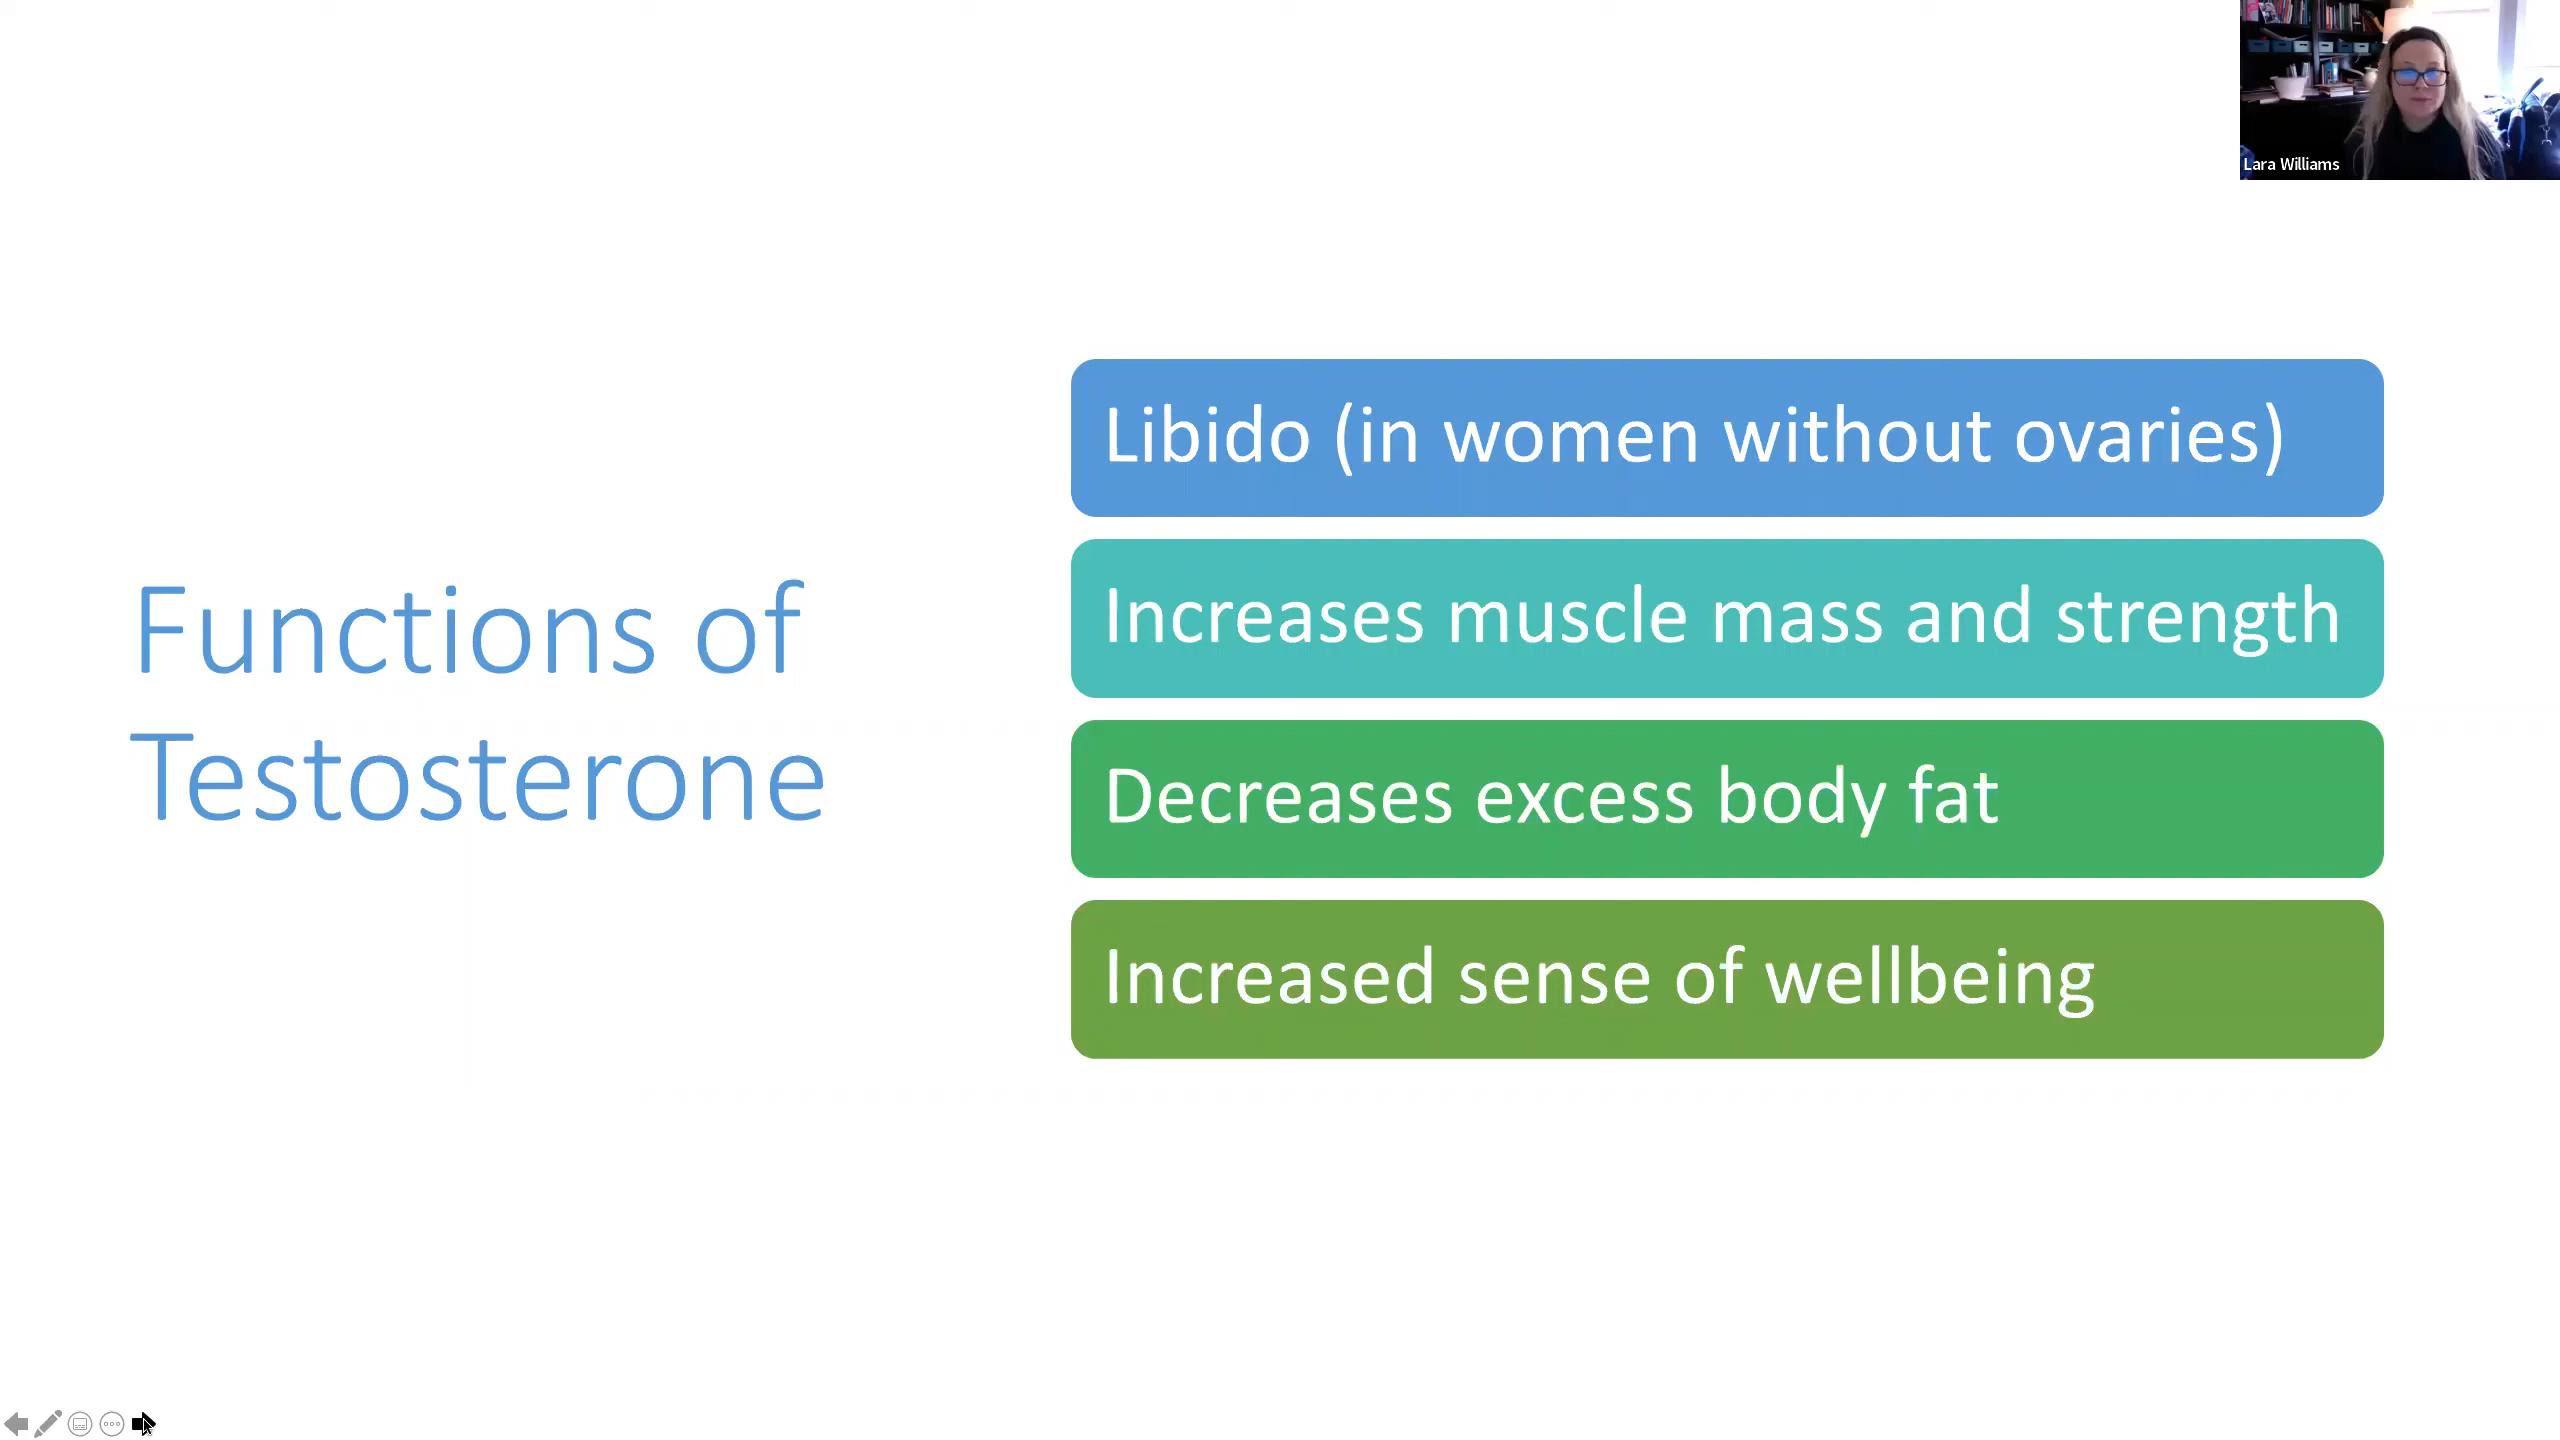 Lara Williams
Functions of
Testosterone
Libido (in women without ovaries)
Increases muscle mass and strength
Decreases excess body fat
Increased sense of wellbeing